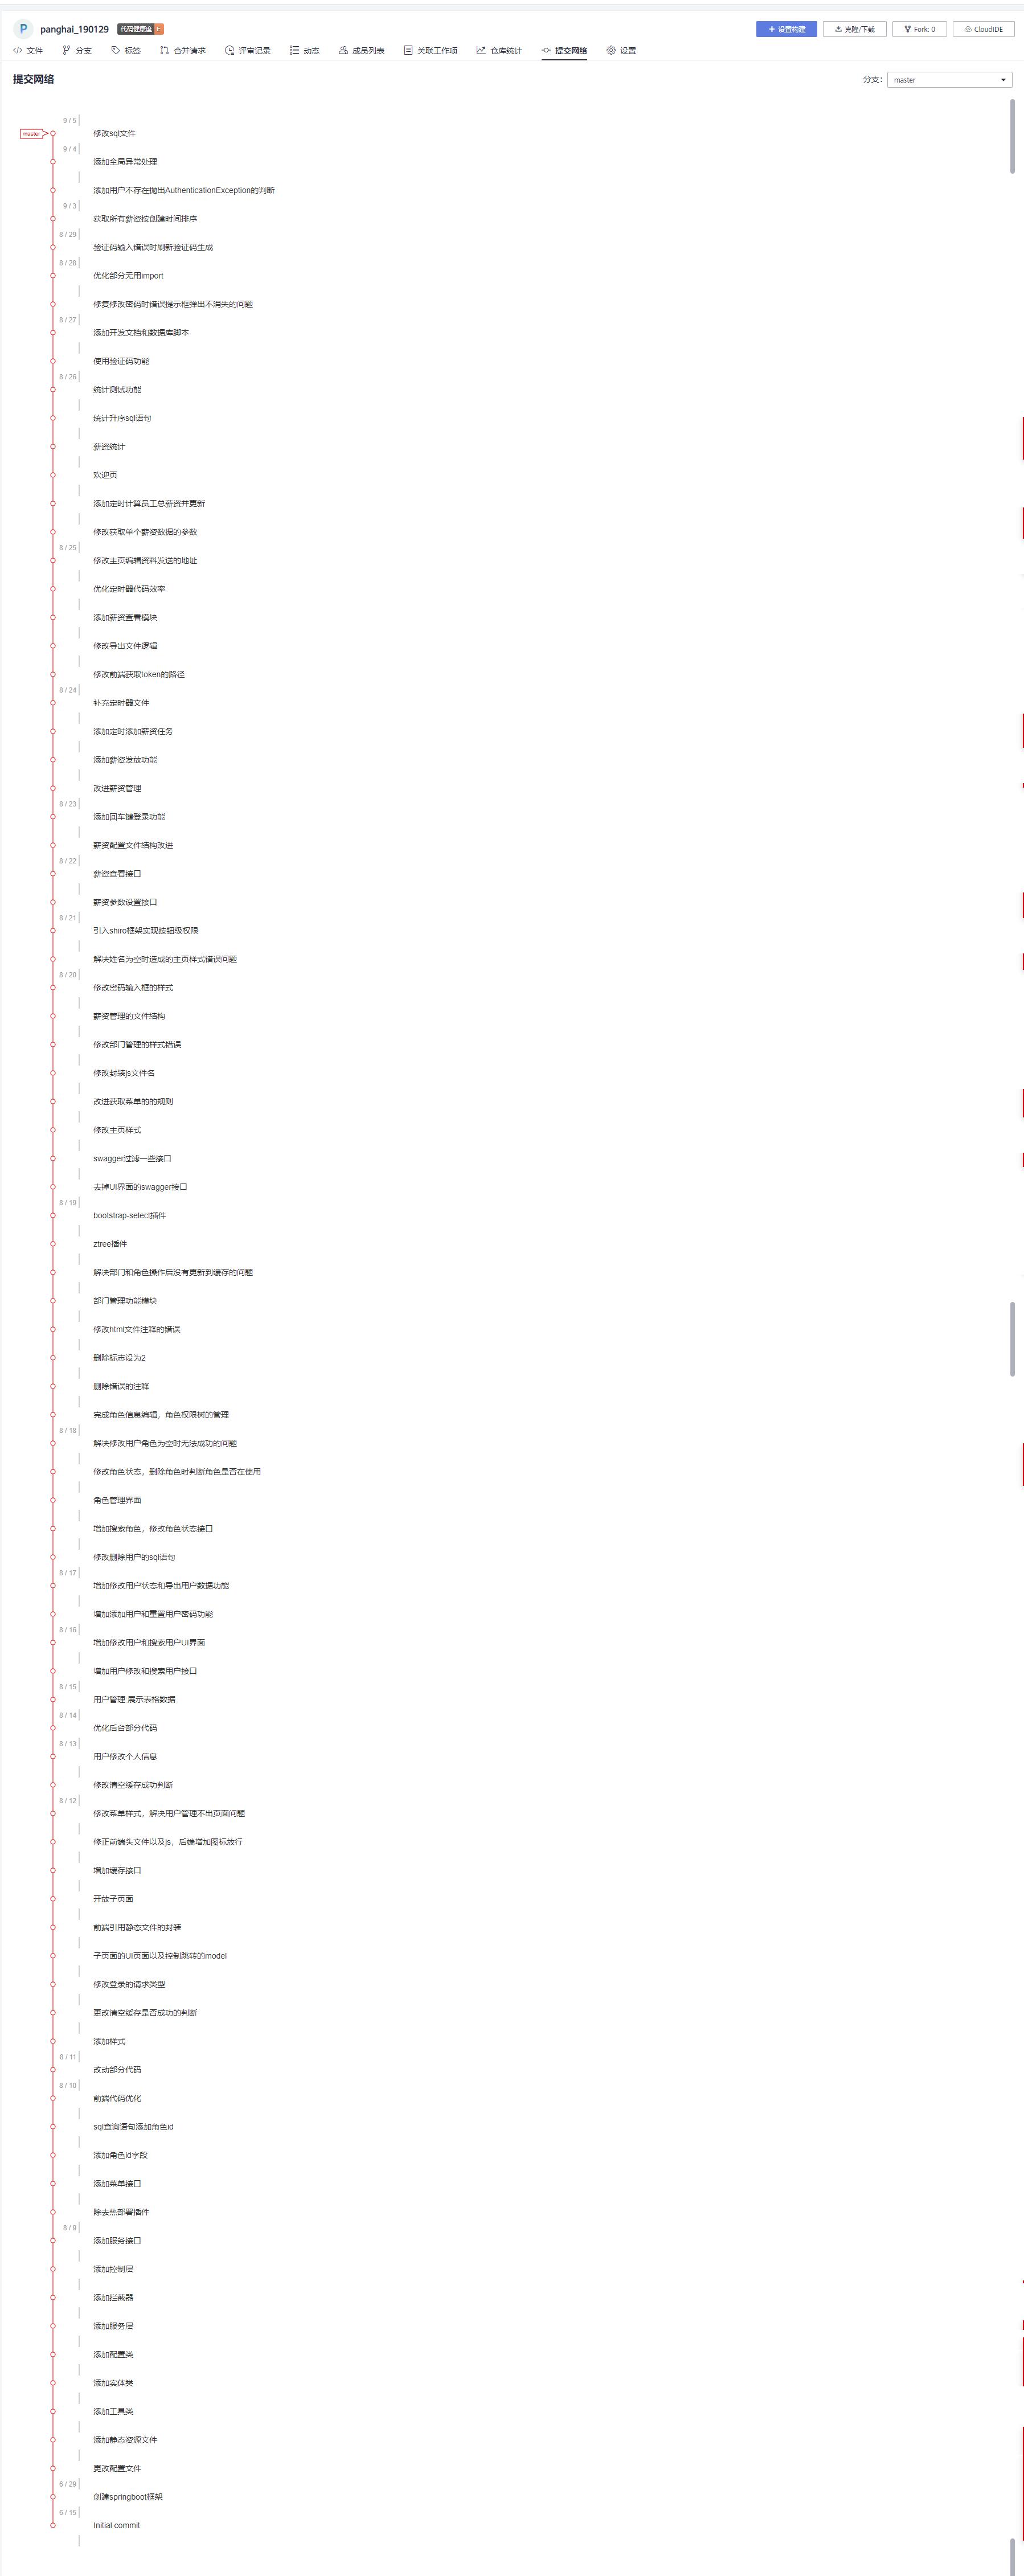 P panghai_190129 代码健康度 E
+ 设置构建 克隆/下载 Fork: 0 CloudIDE
</> 文件 分支 标签 合并请求 评审记录 动态 成员列表 关联工作项 仓库统计 提交网络 设置
提交网络
分支: master
9 / 5
master 修改sql文件
9 / 4
添加全局异常处理
添加用户不存在抛出AuthenticationException的判断
9 / 3
获取所有薪资按创建时间排序
8 / 29
验证码输入错误时刷新验证码生成
8 / 28
优化部分无用import
修复修改密码时错误提示框弹出不消失的问题
8 / 27
添加开发文档和数据库脚本
使用验证码功能
8 / 26
统计测试功能
统计升序sql语句
薪资统计
欢迎页
添加定时计算员工总薪资并更新
修改获取单个薪资数据的参数
8 / 25
修改主页编辑资料发送的地址
优化定时器代码效率
添加薪资查看模块
修改导出文件逻辑
修改前端获取token的路径
8 / 24
补充定时器文件
添加定时添加薪资任务
添加薪资发放功能
改进薪资管理
8 / 23
添加回车键登录功能
薪资配置文件结构改进
8 / 22
薪资查看接口
薪资参数设置接口
8 / 21
引入shiro框架实现按钮级权限
解决姓名为空时造成的主页样式错误问题
8 / 20
修改密码输入框的样式
薪资管理的文件结构
修改部门管理的样式错误
修改封装js文件名
改进获取菜单的的规则
修改主页样式
swagger过滤一些接口
去掉UI界面的swagger接口
8 / 19
bootstrap-select插件
ztree插件
解决部门和角色操作后没有更新到缓存的问题
部门管理功能模块
修改html文件注释的错误
删除标志设为2
删除错误的注释
完成角色信息编辑，角色权限树的管理
8 / 18
解决修改用户角色为空时无法成功的问题
修改角色状态，删除角色时判断角色是否在使用
角色管理界面
增加搜索角色，修改角色状态接口
修改删除用户的sql语句
8 / 17
增加修改用户状态和导出用户数据功能
增加添加用户和重置用户密码功能
8 / 16
增加修改用户和搜索用户UI界面
增加用户修改和搜索用户接口
8 / 15
用户管理:展示表格数据
8 / 14
优化后台部分代码
8 / 13
用户修改个人信息
修改清空缓存成功判断
8 / 12
修改菜单样式，解决用户管理不出页面问题
修正前端头文件以及js，后端增加图标放行
增加缓存接口
开放子页面
前端引用静态文件的封装
子页面的UI页面以及控制跳转的model
修改登录的请求类型
更改清空缓存是否成功的判断
添加样式
8 / 11
改动部分代码
8 / 10
前端代码优化
sql查询语句添加角色id
添加角色id字段
添加菜单接口
除去热部署插件
8 / 9
添加服务接口
添加控制层
添加拦截器
添加服务层
添加配置类
添加实体类
添加工具类
添加静态资源文件
更改配置文件
6 / 29
创建springboot框架
6 / 15
Initial commit